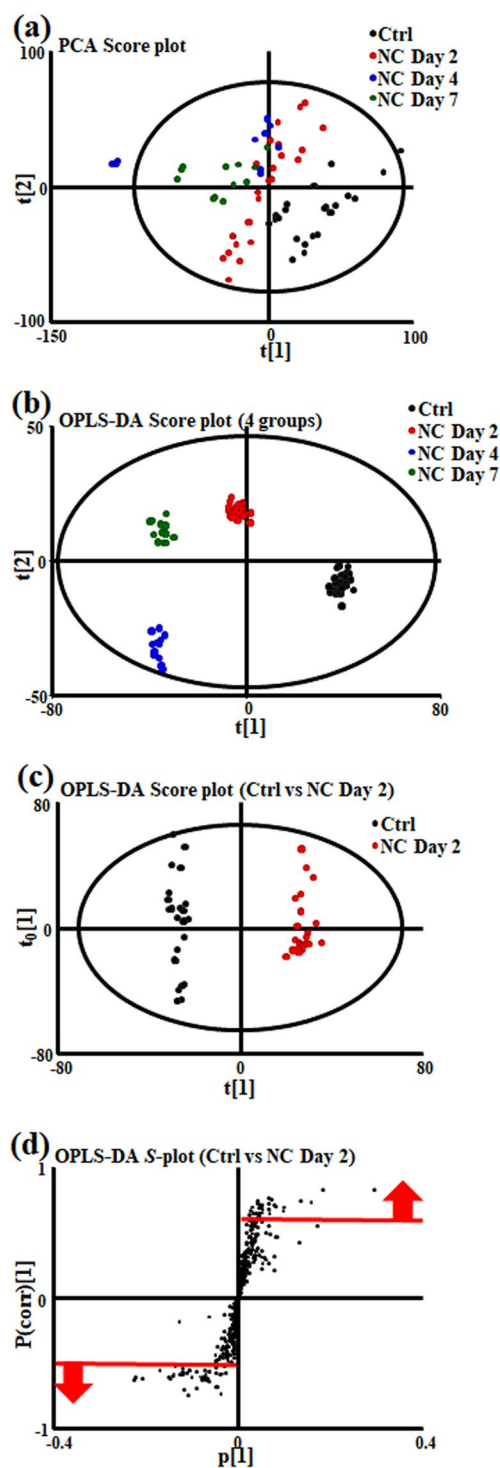 (a)
PCA Score plot
Ctrl
NC Day 2
NC Day 4
NC Day 7
100
t[2]
0
-100
-150
0
100
t[1]
(b)
OPLS-DA Score plot (4 groups)
Ctrl
NC Day 2
NC Day 4
NC Day 7
50
t[2]
0
-50
-80
0
80
t[1]
(c)
OPLS-DA Score plot (Ctrl vs NC Day 2)
Ctrl
NC Day 2
80
t0[1]
0
-80
-80
0
80
t[1]
(d)
OPLS-DA S-plot (Ctrl vs NC Day 2)
1
P(corr)[1]
0
-1
-0.4
0
0.4
p[1]